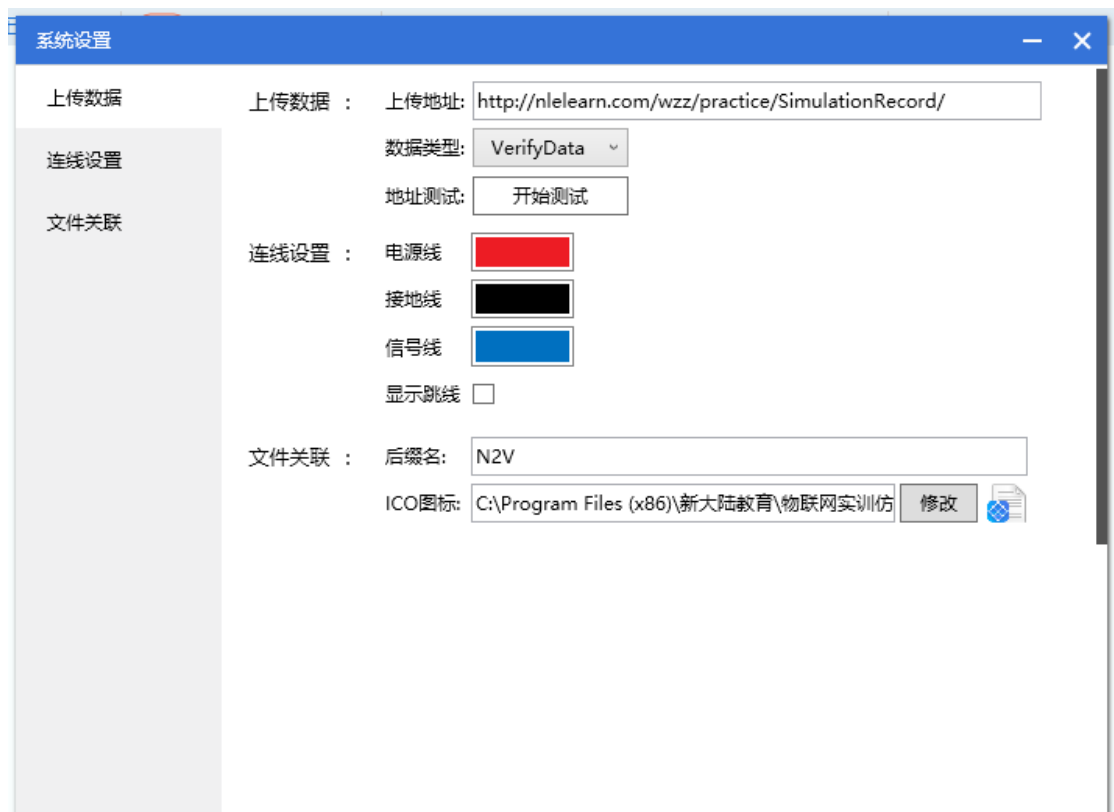 系统设置
上传数据
连线设置
文件关联
上传数据 : 上传地址: http://nlelearn.com/wzz/practice/SimulationRecord/
数据类型: VerifyData
地址测试: 开始测试
连线设置 : 电源线
接地线
信号线
显示跳线
文件关联 : 后缀名: N2V
ICO图标: C:\Program Files (x86)\新大陆教育\物联网实训仿 修改